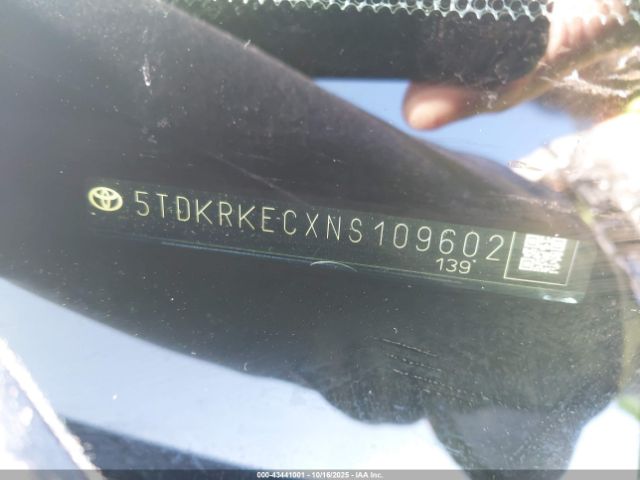 5TDKRKECXNS109602
139
000-43441001 | 10/16/2025 | IAA Inc.